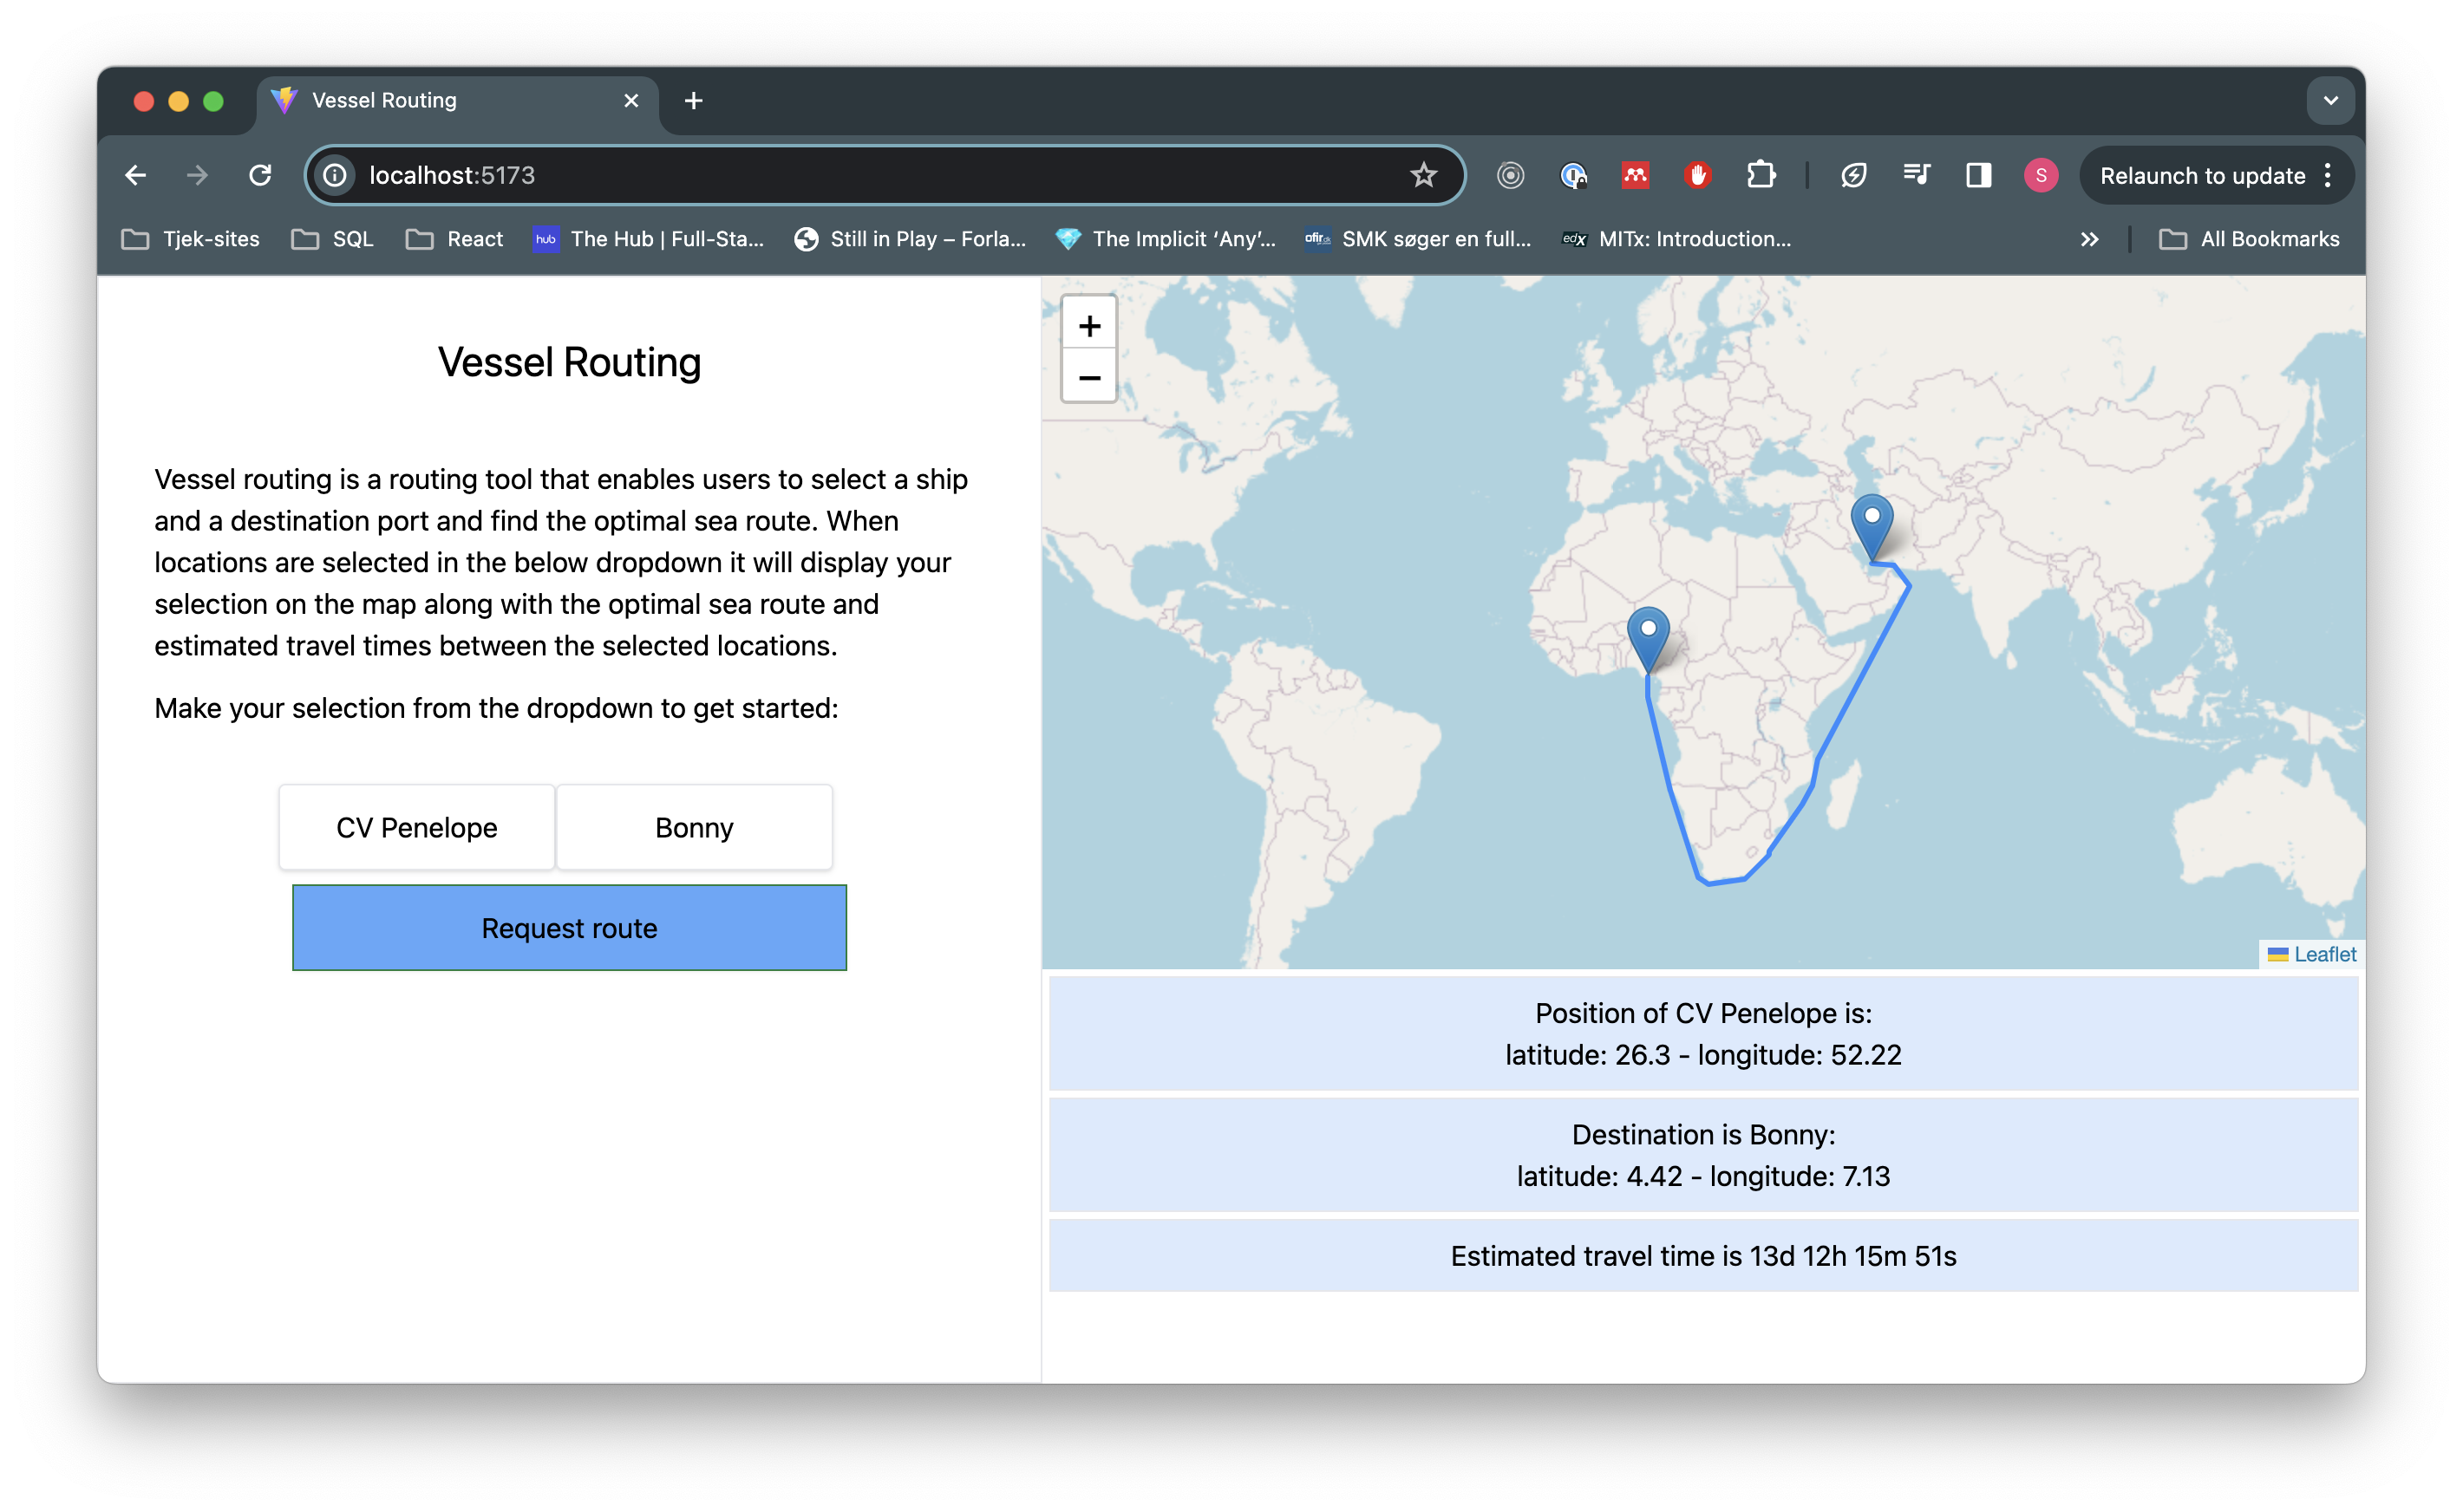 Vessel Routing
localhost:5173
S
Relaunch to update
Tjek-sites
SQL
React
hub
The Hub | Full-Sta...
Still in Play – Forla...
The Implicit ‘Any’...
ofir
SMK søger en full...
edX
MITx: Introduction...
All Bookmarks
Vessel Routing
Vessel routing is a routing tool that enables users to select a ship
and a destination port and find the optimal sea route. When
locations are selected in the below dropdown it will display your
selection on the map along with the optimal sea route and
estimated travel times between the selected locations.
Make your selection from the dropdown to get started:
CV Penelope
Bonny
Request route
+
−
Leaflet
Position of CV Penelope is:
latitude: 26.3 - longitude: 52.22
Destination is Bonny:
latitude: 4.42 - longitude: 7.13
Estimated travel time is 13d 12h 15m 51s